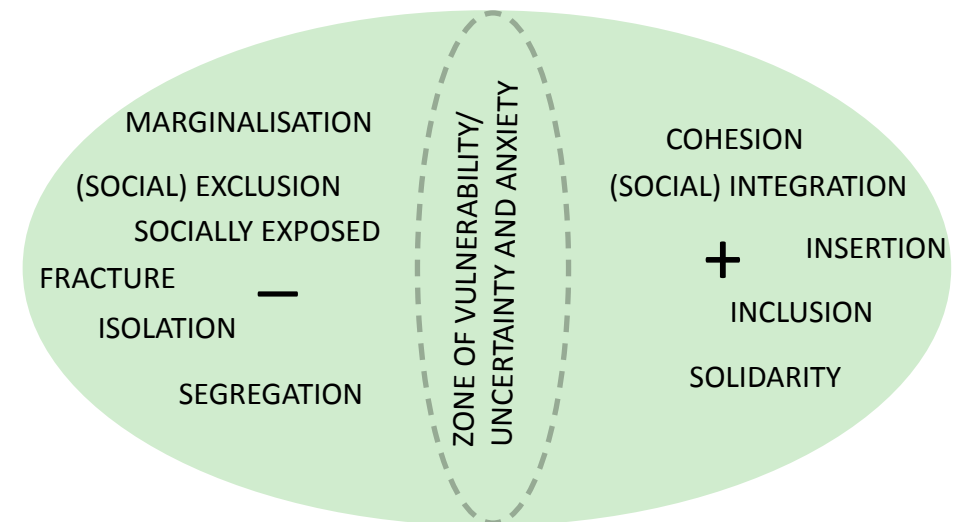 MARGINALISATION
(SOCIAL) EXCLUSION
SOCIALLY EXPOSED
FRACTURE
–
ISOLATION
SEGREGATION
ZONE OF VULNERABILITY/
UNCERTAINTY AND ANXIETY
COHESION
(SOCIAL) INTEGRATION
INSERTION
+
INCLUSION
SOLIDARITY